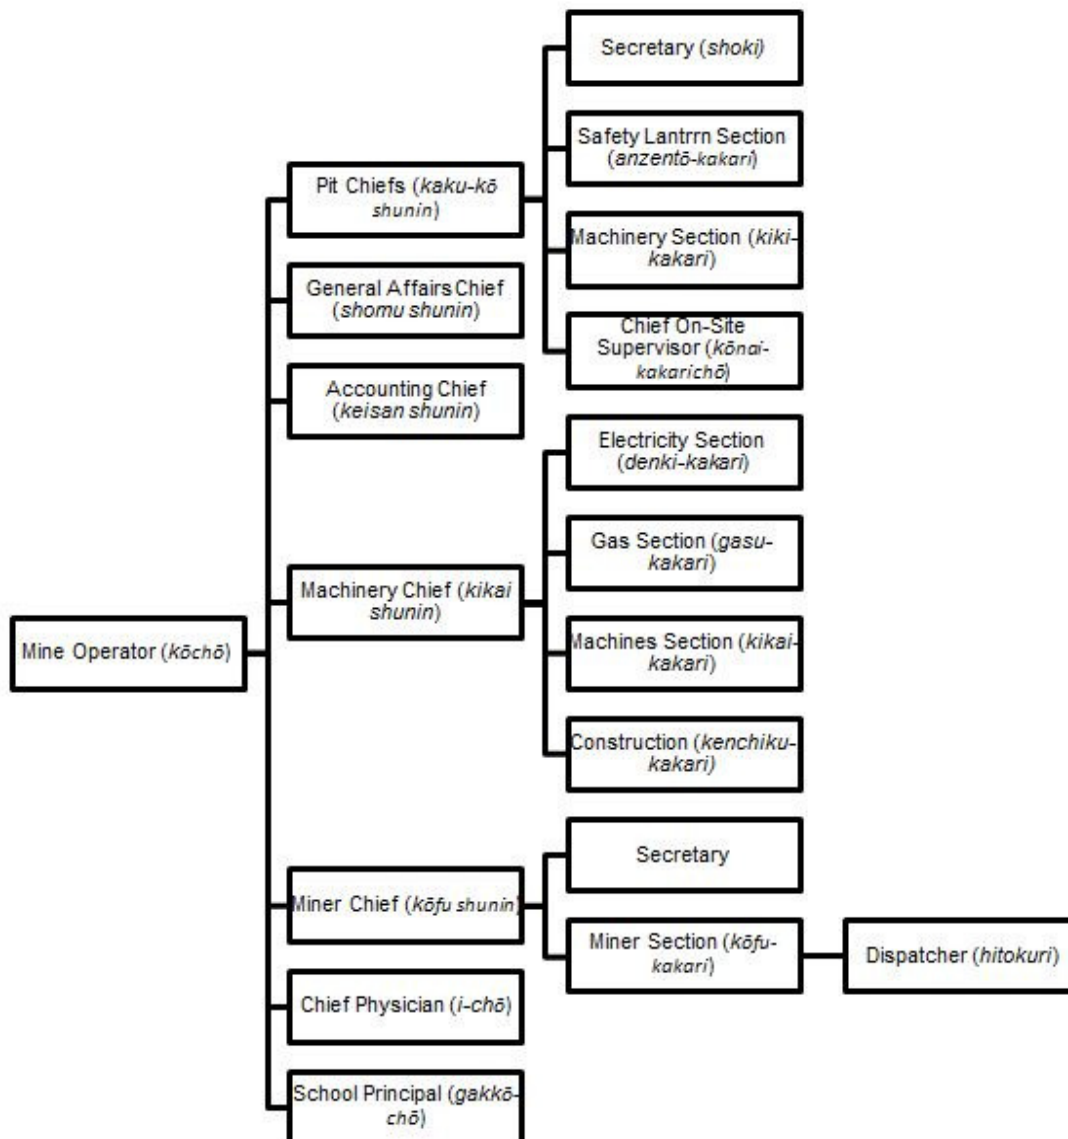 Secretary (shoki)
Safety Lantrrn Section
(anzentō-kakari)
Pit Chiefs (kaku-kō
shunin)
Machinery Section (kiki-
kakari)
General Affairs Chief
(shomu shunin)
Chief On-Site
Supervisor (kōnai-
kakarichō)
Accounting Chief
(keisan shunin)
Electricity Section
(denki-kakari)
Gas Section (gasu-
kakari)
Machinery Chief (kikai
shunin)
Mine Operator (kōchō)
Machines Section (kikai-
kakari)
Construction (kenchiku-
kakari)
Secretary
Miner Chief (kōfu shunin)
Miner Section (kōfu-
kakari)
Dispatcher (hitokuri)
Chief Physician (i-chō)
School Principal (gakkō-
chō)